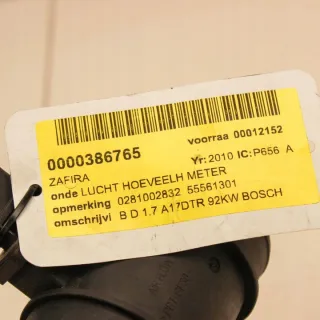 0000386765 voorraa 00012152
ZAFIRA Yr: 2010 IC: P656 A
onde LUCHT HOEVEELH METER
opmerking 0281002832 55561301
omschrijvi B D 1.7 A17DTR 92KW BOSCH